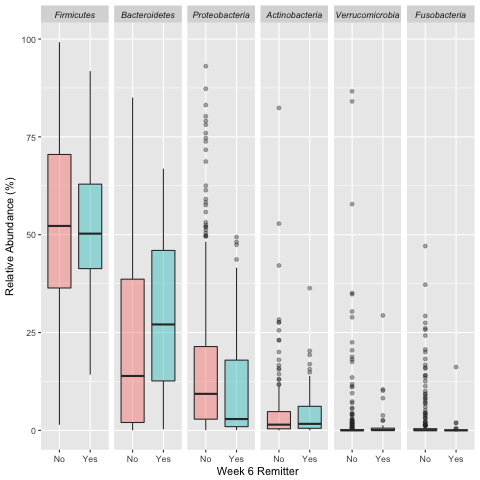 Firmicutes Bacteroidetes Proteobacteria Actinobacteria Verrucomicrobia Fusobacteria
100
75
50
25
0
Relative Abundance (%)
No Yes No Yes No Yes No Yes No Yes No Yes
Week 6 Remitter